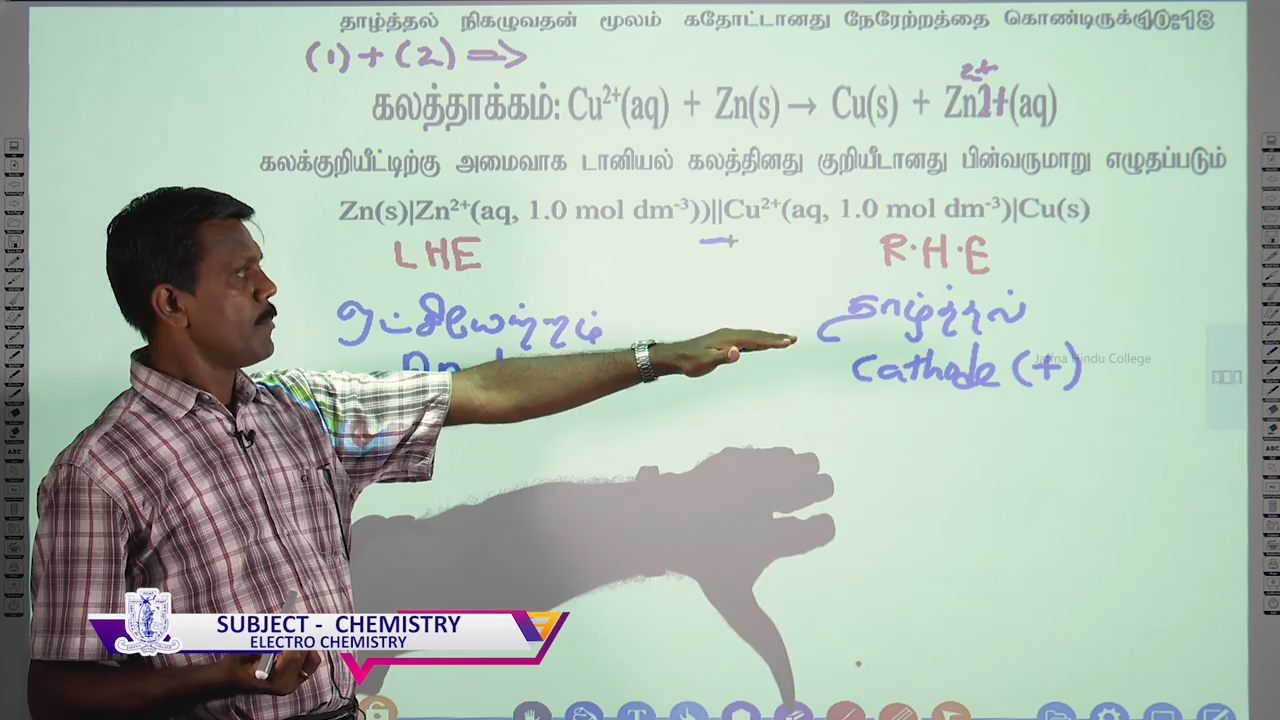 தாழ்த்தல் நிகழுவதன் மூலம் கதோட்டானது நேரேற்றத்தை கொண்டிருக்கு 10:18
(1) + (2) ⇒
கலத்தாக்கம்: Cu²⁺(aq) + Zn(s) → Cu(s) + Zn²⁺(aq)
கலக்குறியீட்டிற்கு அமைவாக டானியல் கலத்தினது குறியீடானது பின்வருமாறு எழுதப்படும்
Zn(s)|Zn²⁺(aq, 1.0 mol dm⁻³))||Cu²⁺(aq, 1.0 mol dm⁻³)|Cu(s)
LHE R.H.E
ஒட்சியேற்றம் தாழ்த்தல்
Cathode (+)
Jaffna Hindu College
SUBJECT - CHEMISTRY
ELECTRO CHEMISTRY